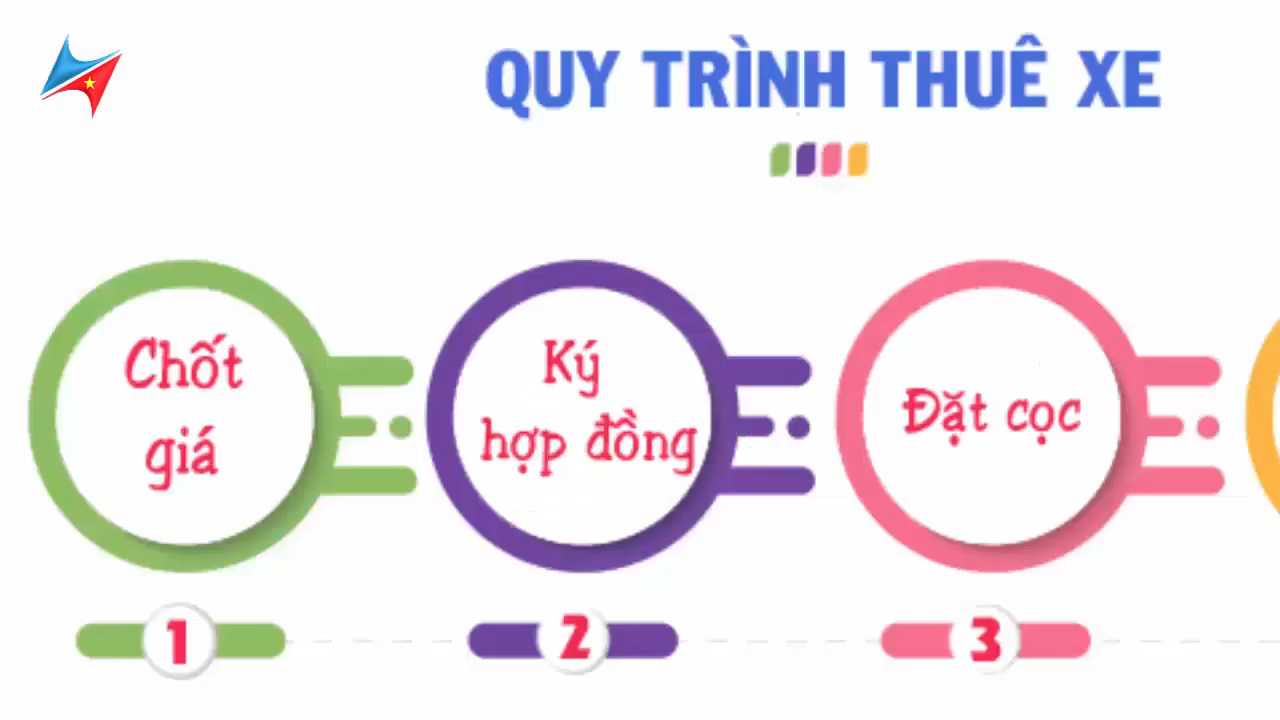 QUY TRÌNH THUÊ XE
Chốt
giá
Ký
hợp đồng
Đặt cọc
1
2
3